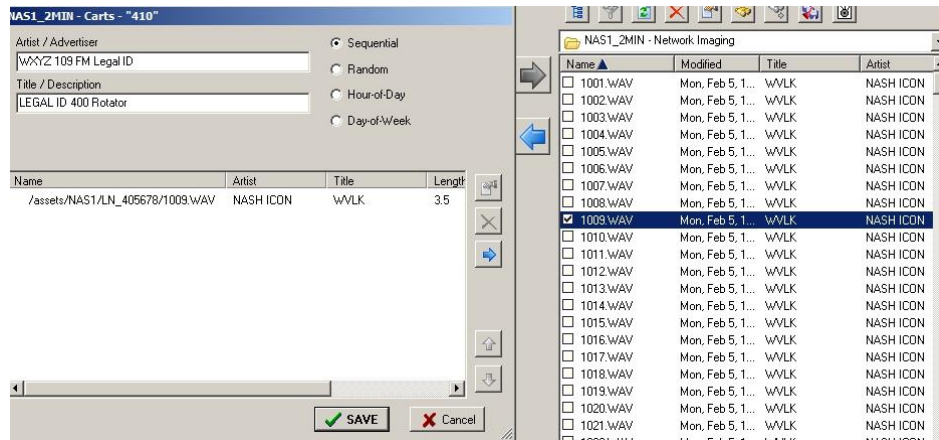 NAS1_2MIN - Carts - "410"
Artist / Advertiser
WXYZ 109 FM Legal ID
Title / Description
LEGAL ID 400 Rotator
Sequential
Random
Hour-of-Day
Day-of-Week
Name Artist Title Length
/assets/NAS1/LN_405678/1009.WAV NASH ICON WVLK 3.5
SAVE Cancel
NAS1_2MIN - Network Imaging
Name Modified Title Artist
1001.WAV Mon, Feb 5, 1... WVLK NASH ICON
1002.WAV Mon, Feb 5, 1... WVLK NASH ICON
1003.WAV Mon, Feb 5, 1... WVLK NASH ICON
1004.WAV Mon, Feb 5, 1... WVLK NASH ICON
1005.WAV Mon, Feb 5, 1... WVLK NASH ICON
1006.WAV Mon, Feb 5, 1... WVLK NASH ICON
1007.WAV Mon, Feb 5, 1... WVLK NASH ICON
1008.WAV Mon, Feb 5, 1... WVLK NASH ICON
1009.WAV Mon, Feb 5, 1... WVLK NASH ICON
1010.WAV Mon, Feb 5, 1... WVLK NASH ICON
1011.WAV Mon, Feb 5, 1... WVLK NASH ICON
1012.WAV Mon, Feb 5, 1... WVLK NASH ICON
1013.WAV Mon, Feb 5, 1... WVLK NASH ICON
1014.WAV Mon, Feb 5, 1... WVLK NASH ICON
1015.WAV Mon, Feb 5, 1... WVLK NASH ICON
1016.WAV Mon, Feb 5, 1... WVLK NASH ICON
1017.WAV Mon, Feb 5, 1... WVLK NASH ICON
1018.WAV Mon, Feb 5, 1... WVLK NASH ICON
1019.WAV Mon, Feb 5, 1... WVLK NASH ICON
1020.WAV Mon, Feb 5, 1... WVLK NASH ICON
1021.WAV Mon, Feb 5, 1... WVLK NASH ICON